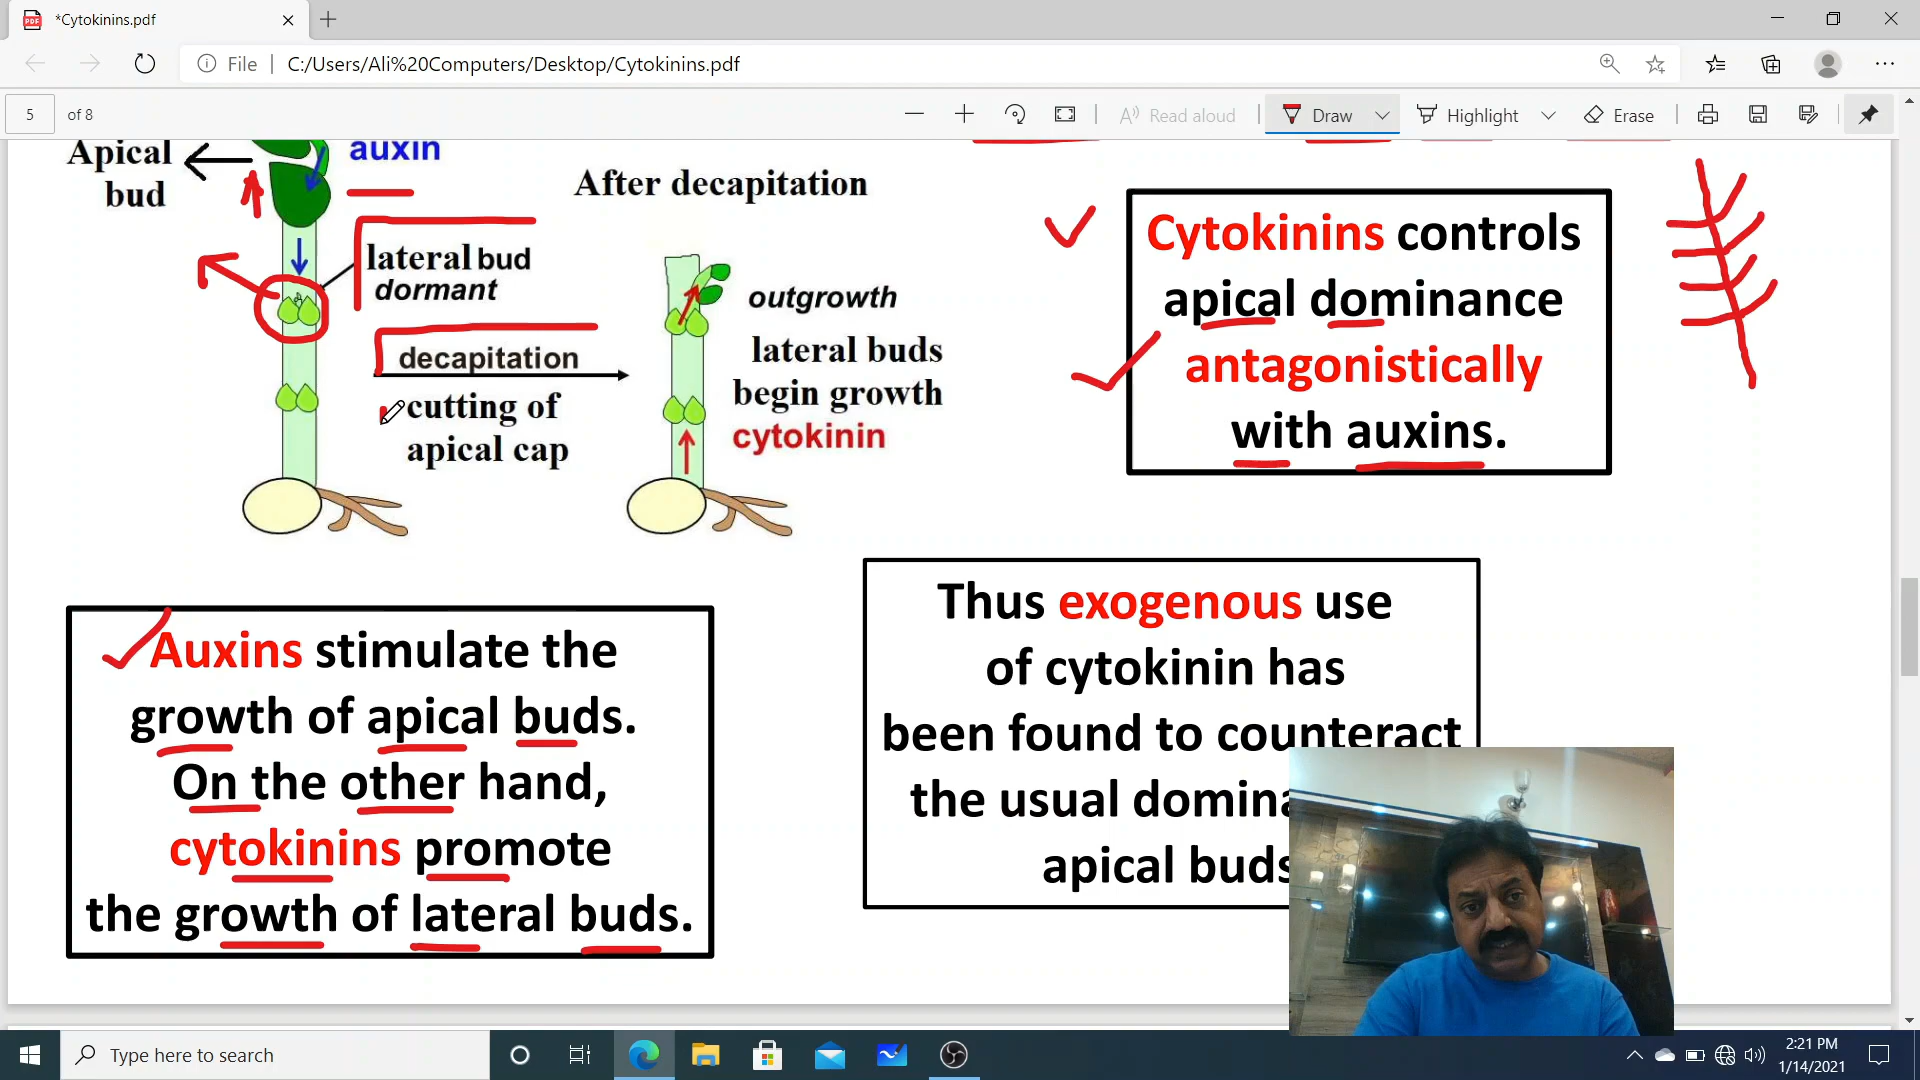 *Cytokinins.pdf
File
C:/Users/Ali%20Computers/Desktop/Cytokinins.pdf
5 of 8
Read aloud
Draw
Highlight
Erase
Apical
bud
auxin
lateral bud
dormant
decapitation
cutting of
apical cap
After decapitation
outgrowth
lateral buds
begin growth
cytokinin
Cytokinins controls
apical dominance
antagonistically
with auxins.
Auxins stimulate the
growth of apical buds.
On the other hand,
cytokinins promote
the growth of lateral buds.
Thus exogenous use
of cytokinin has
been found to counteract
the usual
apical buds
Type here to search
2:21 PM
1/14/2021